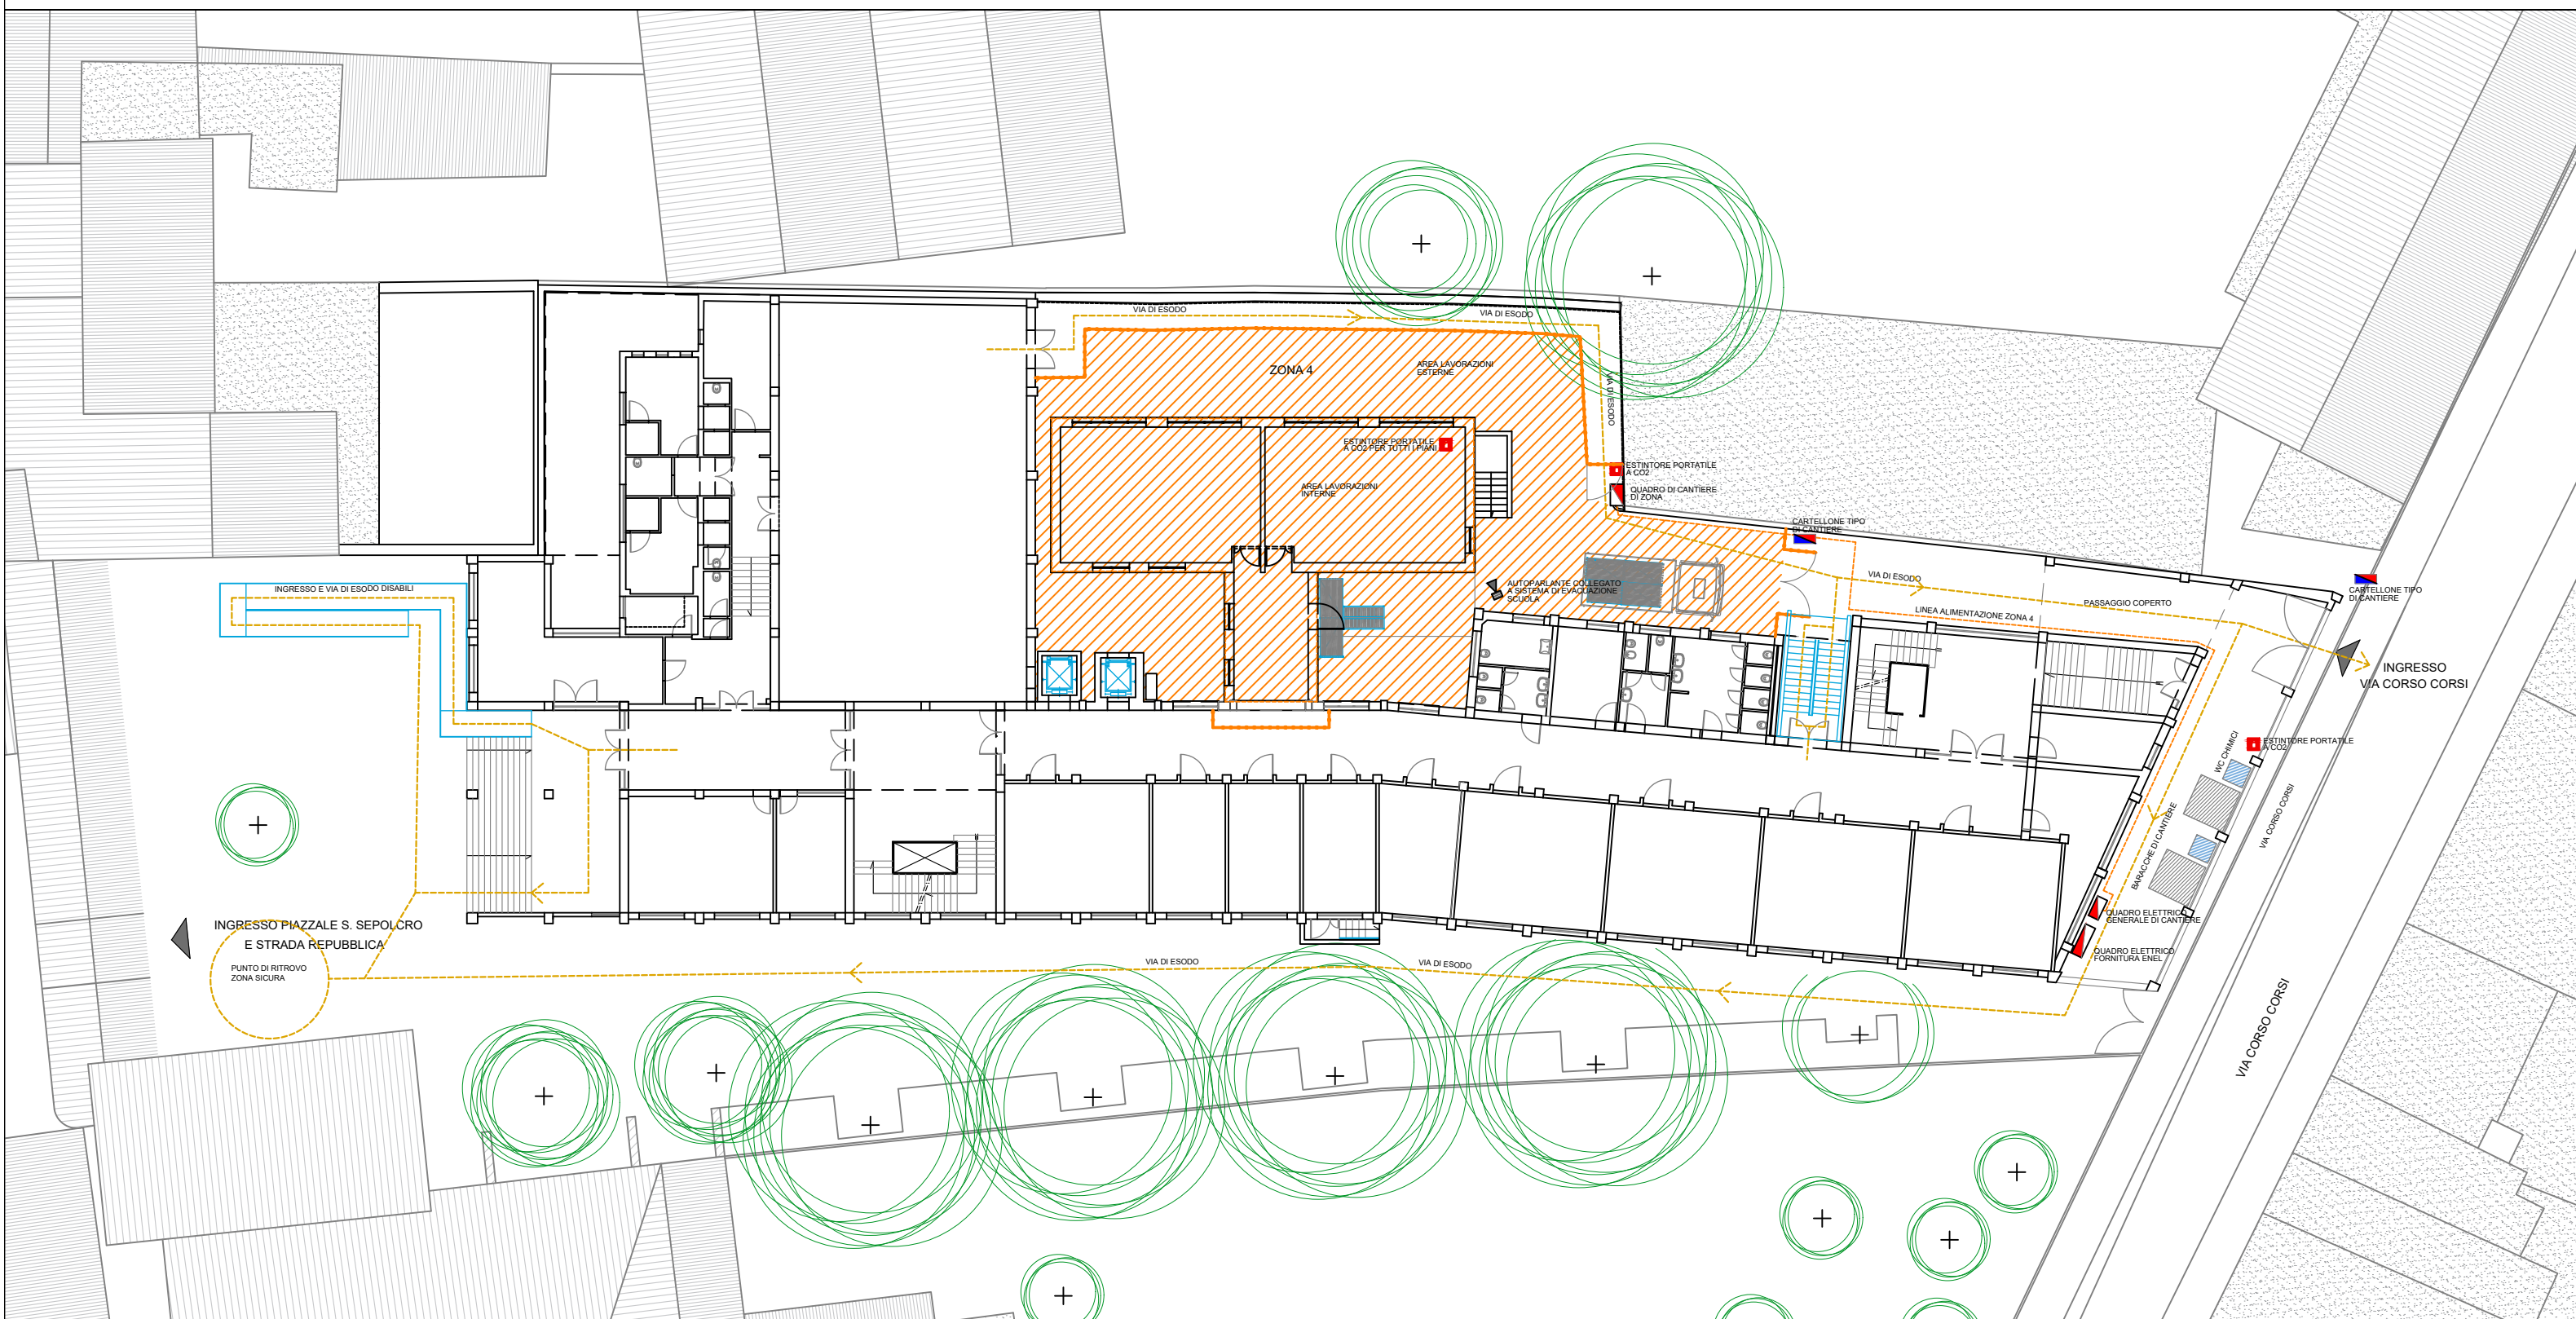 VIA DI ESODO
VIA DI ESODO
ZONA 4
AREA LAVORAZIONI
ESTERNE
VIA DI ESODO
ESTINTORE PORTATILE
A CO2 PER TUTTI I PIANI
ESTINTORE PORTATILE
A CO2
AREA LAVORAZIONI
INTERNE
QUADRO DI CANTIERE
DI ZONA
CARTELLONE TIPO
DI CANTIERE
INGRESSO E VIA DI ESODO DISABILI
AUTOPARLANTE COLLEGATO
A SISTEMA DI EVACUAZIONE
SCUOLA
VIA DI ESODO
LINEA ALIMENTAZIONE ZONA 4
PASSAGGIO COPERTO
CARTELLONE TIPO
DI CANTIERE
INGRESSO
VIA CORSO CORSI
ESTINTORE PORTATILE
A CO2
WC CHIMICI
BARACCHE DI CANTIERE
VIA CORSO CORSI
QUADRO ELETTRICO
GENERALE DI CANTIERE
QUADRO ELETTRICO
FORNITURA ENEL
INGRESSO PIAZZALE S. SEPOLCRO
E STRADA REPUBBLICA
PUNTO DI RITROVO
ZONA SICURA
VIA DI ESODO
VIA DI ESODO
VIA CORSO CORSI